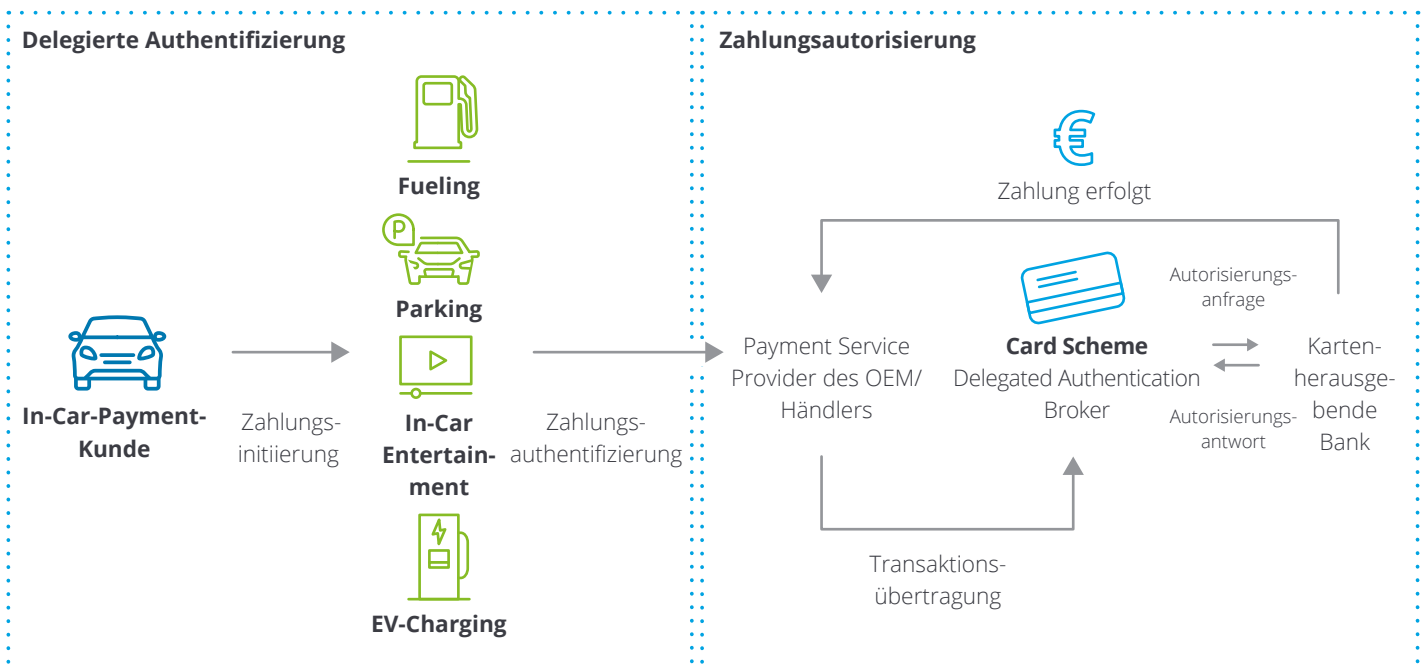 Delegierte Authentifizierung
Fueling
P
Parking
In-Car-Payment-
Kunde
Zahlungs-
initiierung
In-Car
Entertain-
ment
Zahlungs-
authentifizierung
EV-Charging
Zahlungsautorisierung
€
Zahlung erfolgt
Payment Service
Provider des OEM/
Händlers
Card Scheme
Delegated Authentication
Broker
Autorisierungs-
anfrage
Autorisierungs-
antwort
Karten-
herausge-
bende
Bank
Transaktions-
übertragung